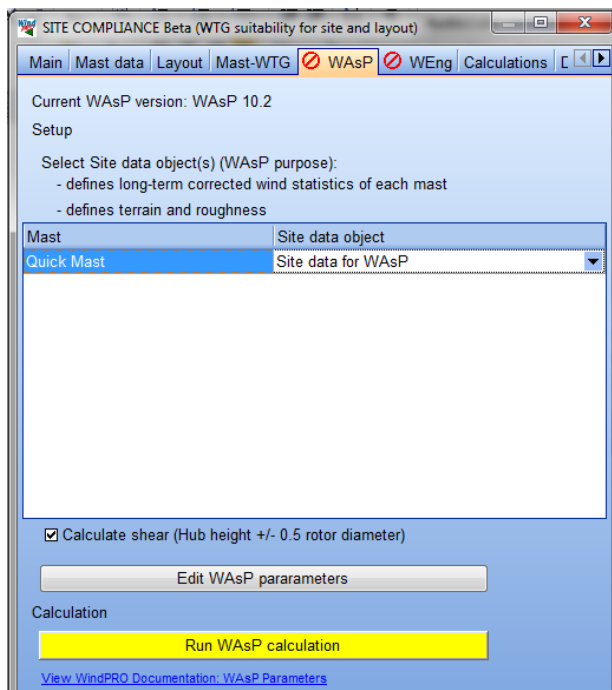 Wind
SITE COMPLIANCE Beta (WTG suitability for site and layout)
Main Mast data Layout Mast-WTG WAsP WEng Calculations
Current WAsP version: WAsP 10.2
Setup
Select Site data object(s) (WAsP purpose):
- defines long-term corrected wind statistics of each mast
- defines terrain and roughness
Mast Site data object
Quick Mast Site data for WAsP
Calculate shear (Hub height +/- 0.5 rotor diameter)
Edit WAsP pararameters
Calculation
Run WAsP calculation
View WindPRO Documentation: WAsP Parameters